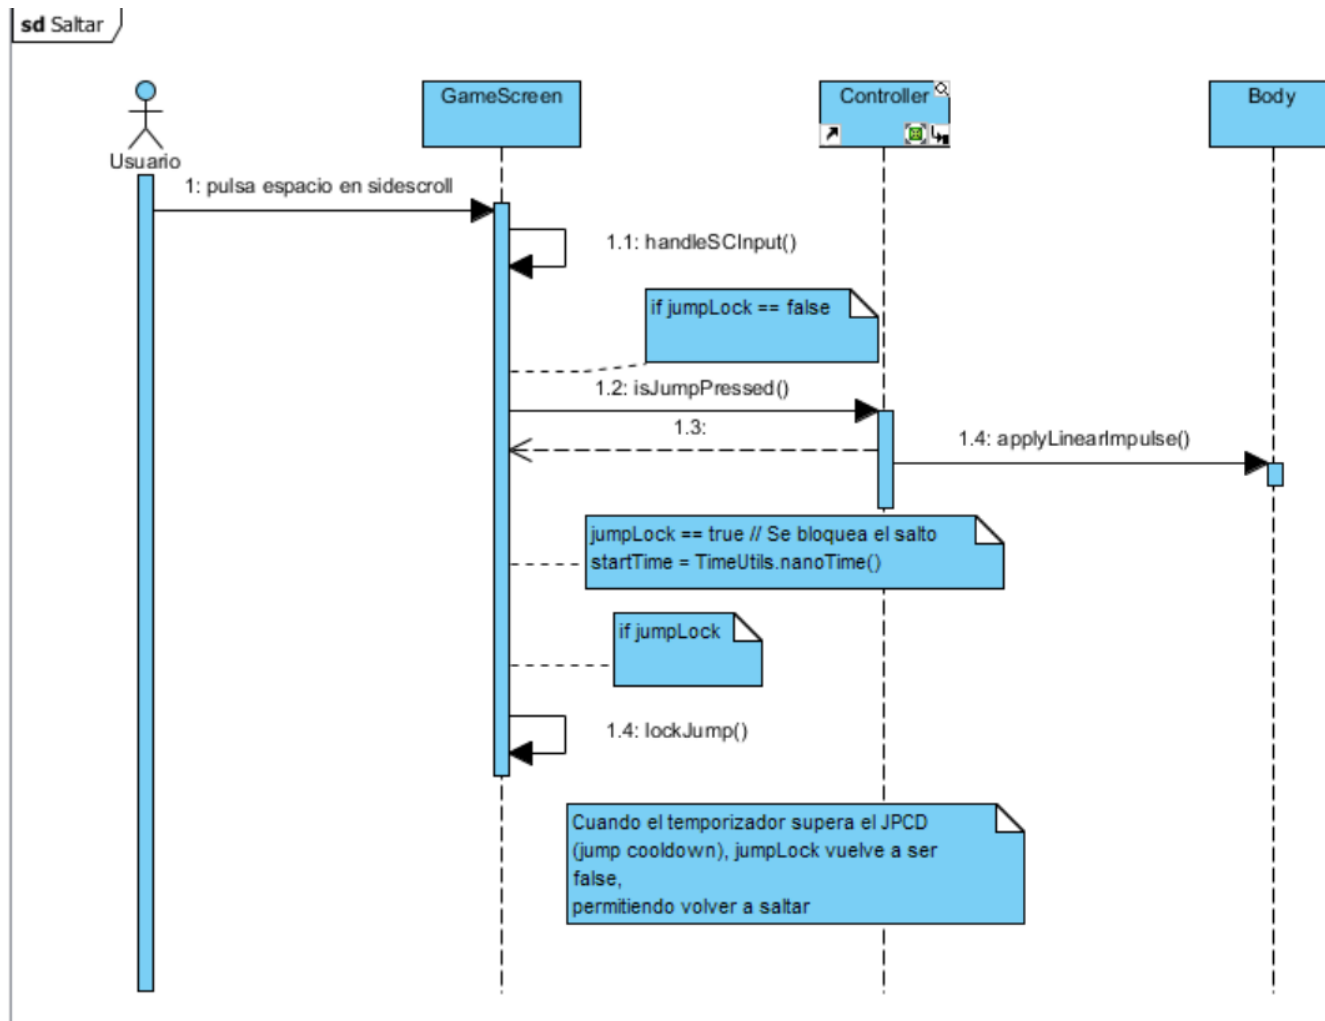 sd Saltar
GameScreen
Controller
Body
Usuario
1: pulsa espacio en sidescroll
1.1: handleSCInput()
if jumpLock == false
1.2: isJumpPressed()
1.3:
1.4: applyLinearImpulse()
jumpLock == true // Se bloquea el salto
startTime = TimeUtils.nanoTime()
if jumpLock
1.4: lockJump()
Cuando el temporizador supera el JPCD
(jump cooldown), jumpLock vuelve a ser
false,
permitiendo volver a saltar